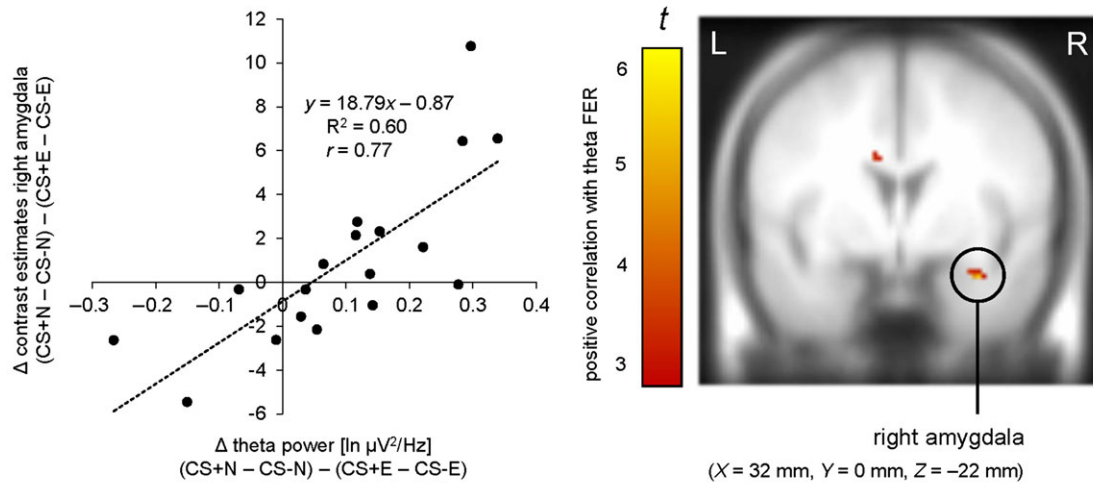 Δ contrast estimates right amygdala
(CS+N – CS-N) – (CS+E – CS-E)
12
10
8
6
4
2
0
-2
-4
-6
–0.3
–0.2
–0.1
0
0.1
0.2
0.3
0.4
y = 18.79x – 0.87
R² = 0.60
r = 0.77
Δ theta power [ln μV²/Hz]
(CS+N – CS-N) – (CS+E – CS-E)
positive correlation with theta FER
t
6
5
4
3
L
R
right amygdala
(X = 32 mm, Y = 0 mm, Z = –22 mm)